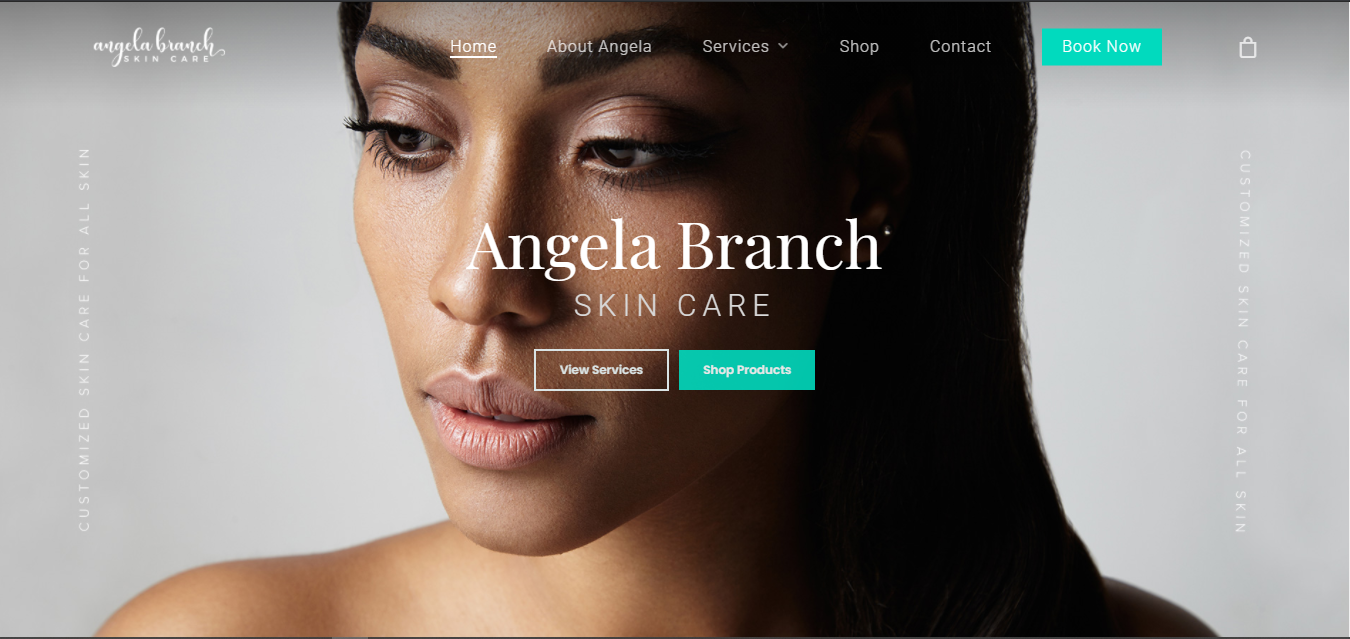 angela branch
SKIN CARE
Home
About Angela
Services
Shop
Contact
Book Now
CUSTOMIZED SKIN CARE FOR ALL SKIN
Angela Branch
SKIN CARE
View Services
Shop Products
CUSTOMIZED SKIN CARE FOR ALL SKIN